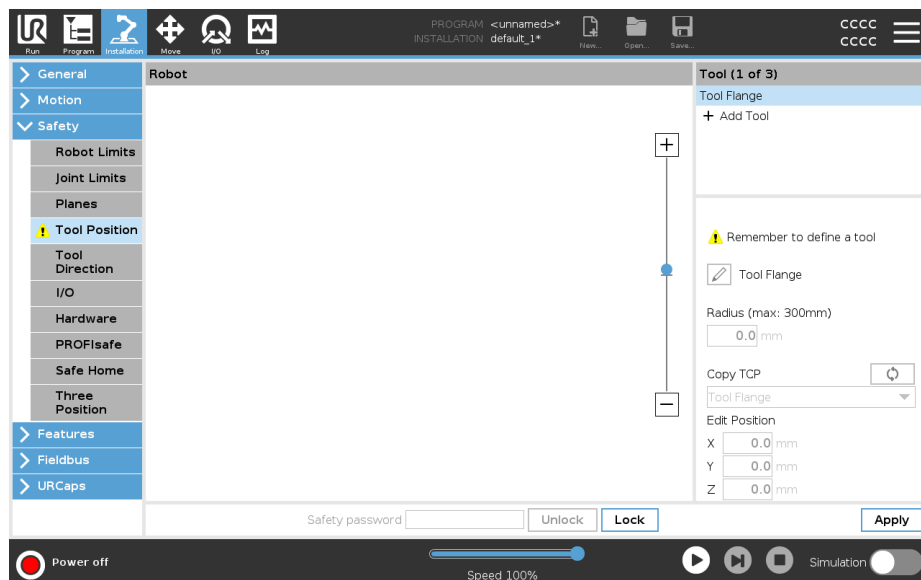 PROGRAM <unnamed>*
INSTALLATION default_1*
CCCC
CCCC
Run
Program
Installation
Move
I/O
Log
New...
Open...
Save...
General
Motion
Safety
Robot Limits
Joint Limits
Planes
Tool Position
Tool
Direction
I/O
Hardware
PROFIsafe
Safe Home
Three
Position
Features
Fieldbus
URCaps
Robot
Safety password
Unlock
Lock
Tool (1 of 3)
Tool Flange
+ Add Tool
Remember to define a tool
Tool Flange
Radius (max: 300mm)
0.0 mm
Copy TCP
Tool Flange
Edit Position
X 0.0 mm
Y 0.0 mm
Z 0.0 mm
Apply
Power off
Speed 100%
Simulation